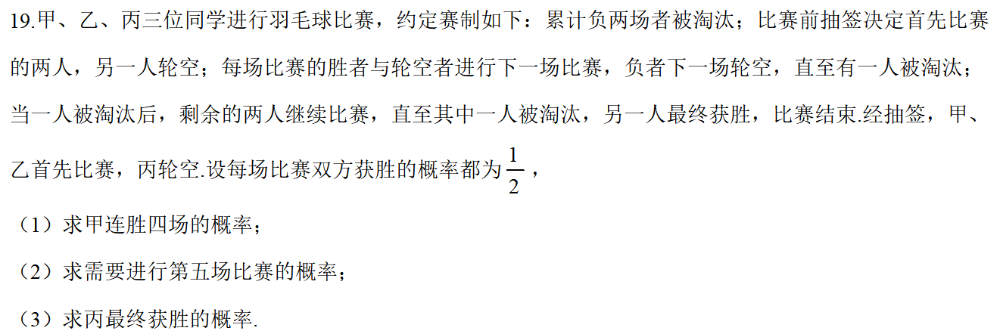 19.甲、乙、丙三位同学进行羽毛球比赛，约定赛制如下：累计负两场者被淘汰；比赛前抽签决定首先比赛
的两人，另一人轮空；每场比赛的胜者与轮空者进行下一场比赛，负者下一场轮空，直至有一人被淘汰；
当一人被淘汰后，剩余的两人继续比赛，直至其中一人被淘汰，另一人最终获胜，比赛结束.经抽签，甲、
乙首先比赛，丙轮空.设每场比赛双方获胜的概率都为1/2，
（1）求甲连胜四场的概率；
（2）求需要进行第五场比赛的概率；
（3）求丙最终获胜的概率.